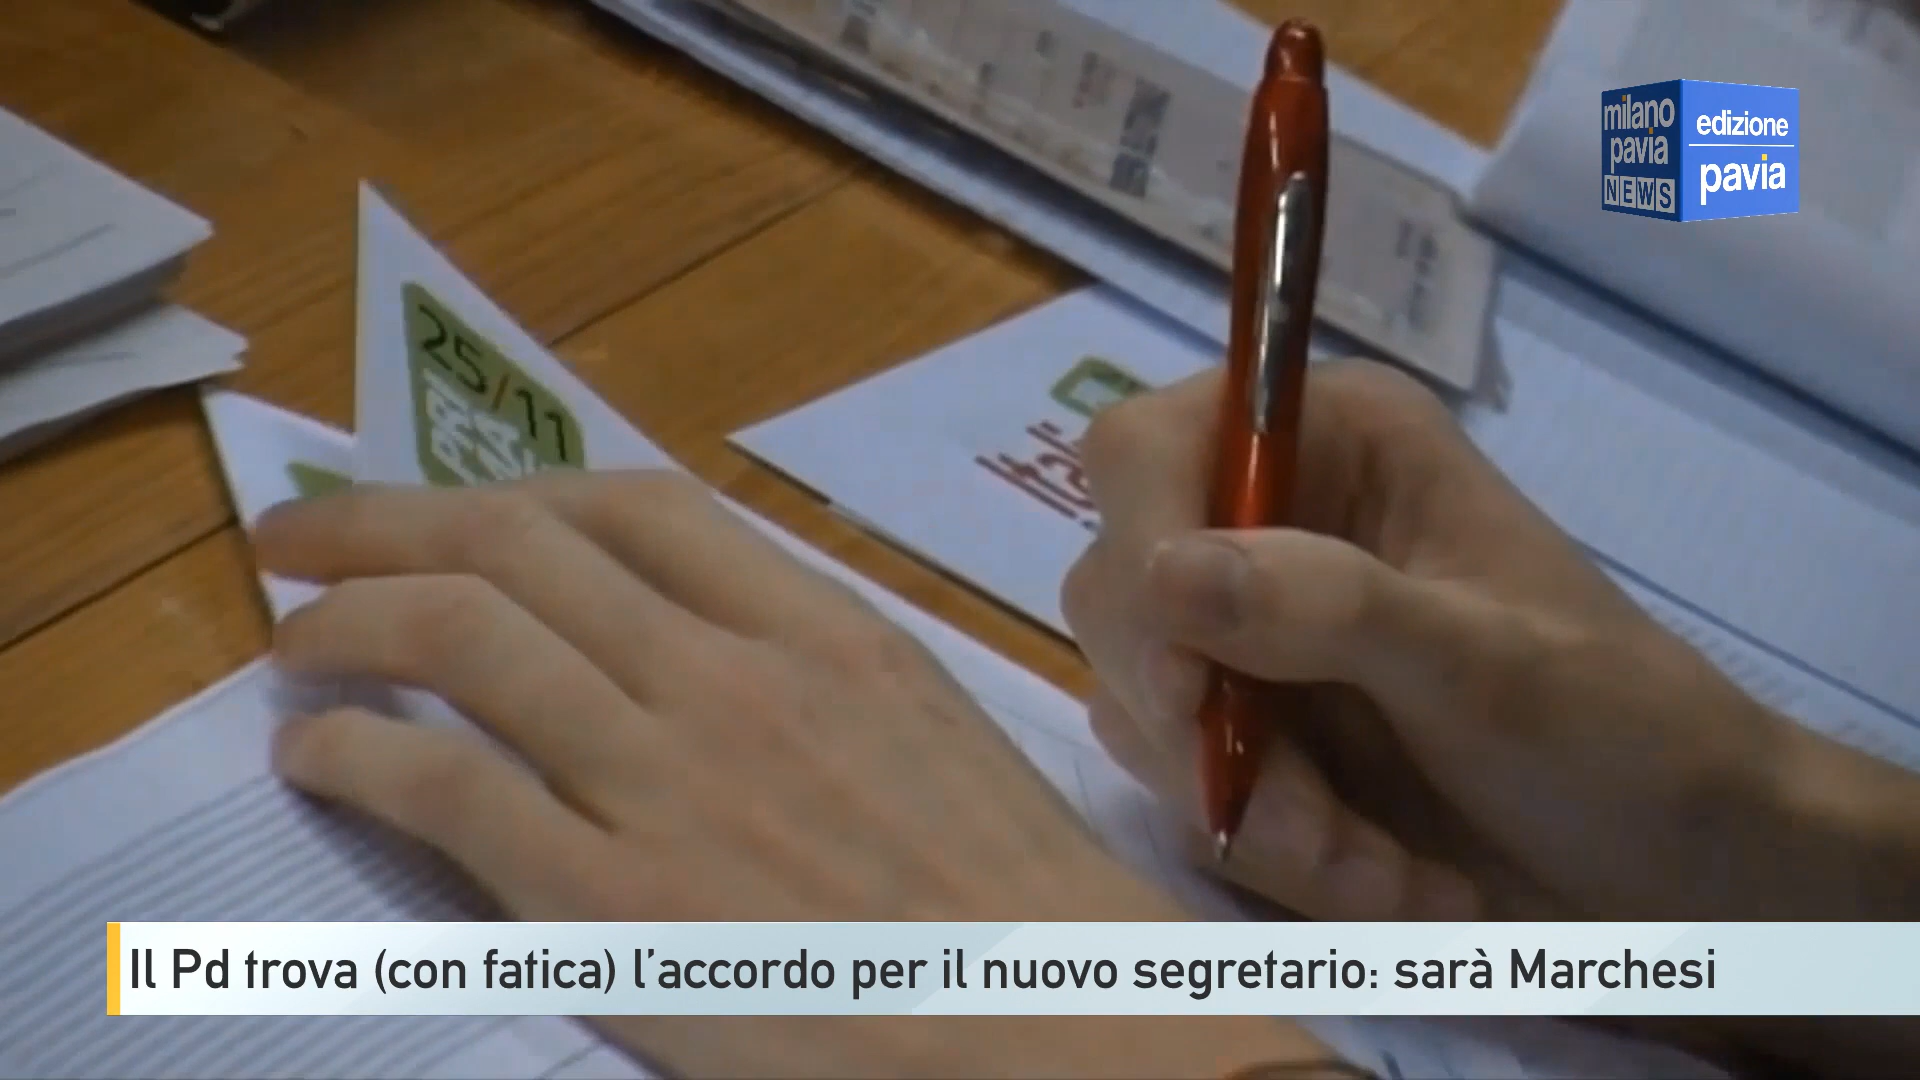 milano
pavia
NEWS
edizione
pavia
25/11
PRI
Il Pd trova (con fatica) l'accordo per il nuovo segretario: sarà Marchesi